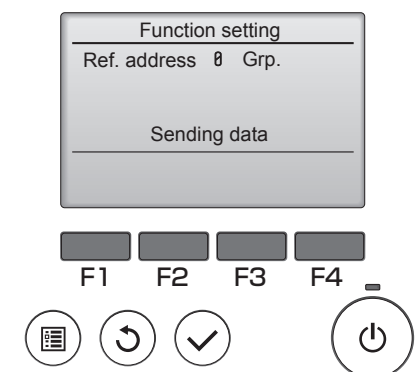 Function setting
Ref. address 0 Grp.
Sending data
F1 F2 F3 F4